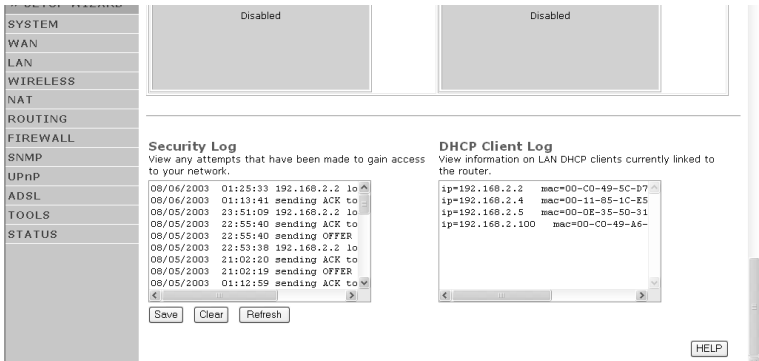 » SETUP WIZARD
SYSTEM
WAN
LAN
WIRELESS
NAT
ROUTING
FIREWALL
SNMP
UPnP
ADSL
TOOLS
STATUS
Disabled
Disabled
Security Log
View any attempts that have been made to gain access
to your network.
08/06/2003 01:25:33 192.168.2.2 lo
08/06/2003 01:13:41 sending ACK to
08/05/2003 23:51:09 192.168.2.2 lo
08/05/2003 22:55:40 sending ACK to
08/05/2003 22:55:40 sending OFFER
08/05/2003 22:53:38 192.168.2.2 lo
08/05/2003 21:02:20 sending ACK to
08/05/2003 21:02:19 sending OFFER
08/05/2003 01:12:59 sending ACK to
Save Clear Refresh
DHCP Client Log
View information on LAN DHCP clients currently linked to
the router.
ip=192.168.2.2 mac=00-C0-49-5C-D7
ip=192.168.2.4 mac=00-11-85-1C-E5
ip=192.168.2.5 mac=00-0E-35-50-31
ip=192.168.2.100 mac=00-C0-49-A6-
HELP